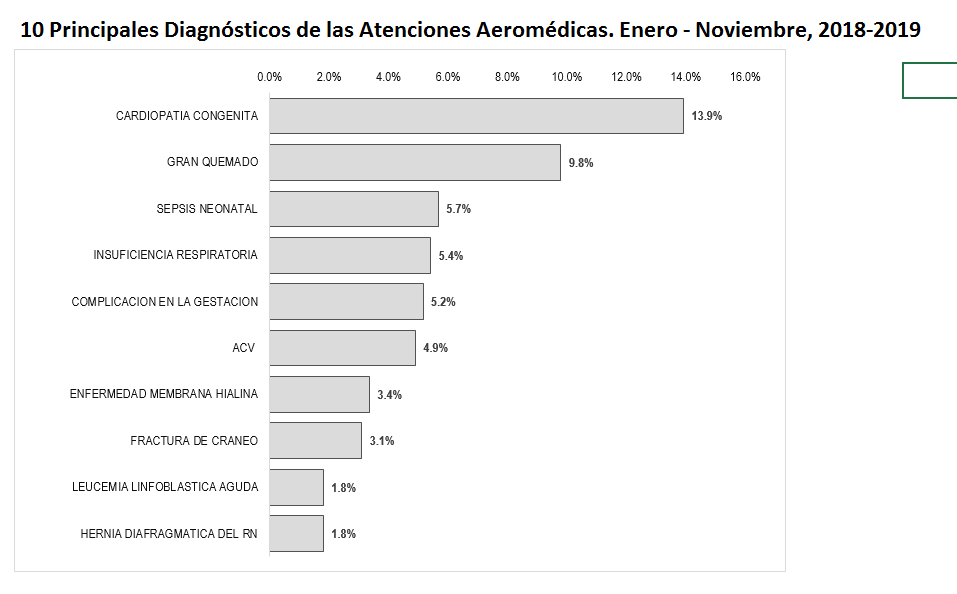 10 Principales Diagnósticos de las Atenciones Aeromédicas. Enero - Noviembre, 2018-2019
0.0% 2.0% 4.0% 6.0% 8.0% 10.0% 12.0% 14.0% 16.0%
CARDIOPATIA CONGENITA 13.9%
GRAN QUEMADO 9.8%
SEPSIS NEONATAL 5.7%
INSUFICIENCIA RESPIRATORIA 5.4%
COMPLICACION EN LA GESTACION 5.2%
ACV 4.9%
ENFERMEDAD MEMBRANA HIALINA 3.4%
FRACTURA DE CRANEO 3.1%
LEUCEMIA LINFOBLASTICA AGUDA 1.8%
HERNIA DIAFRAGMATICA DEL RN 1.8%